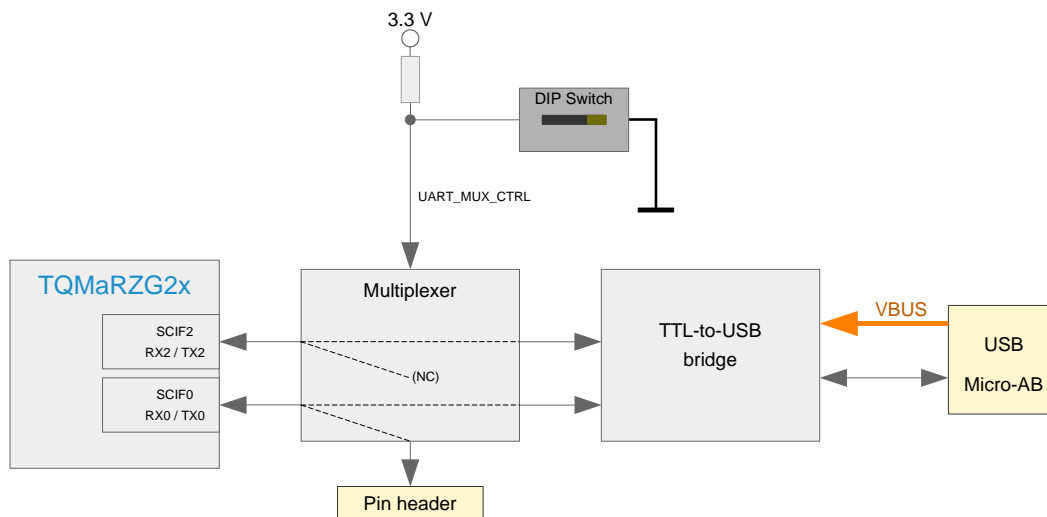 3.3 V
DIP Switch
UART_MUX_CTRL
TQMaRZG2x
SCIF2
RX2 / TX2
SCIF0
RX0 / TX0
Multiplexer
(NC)
Pin header
TTL-to-USB
bridge
VBUS
USB
Micro-AB